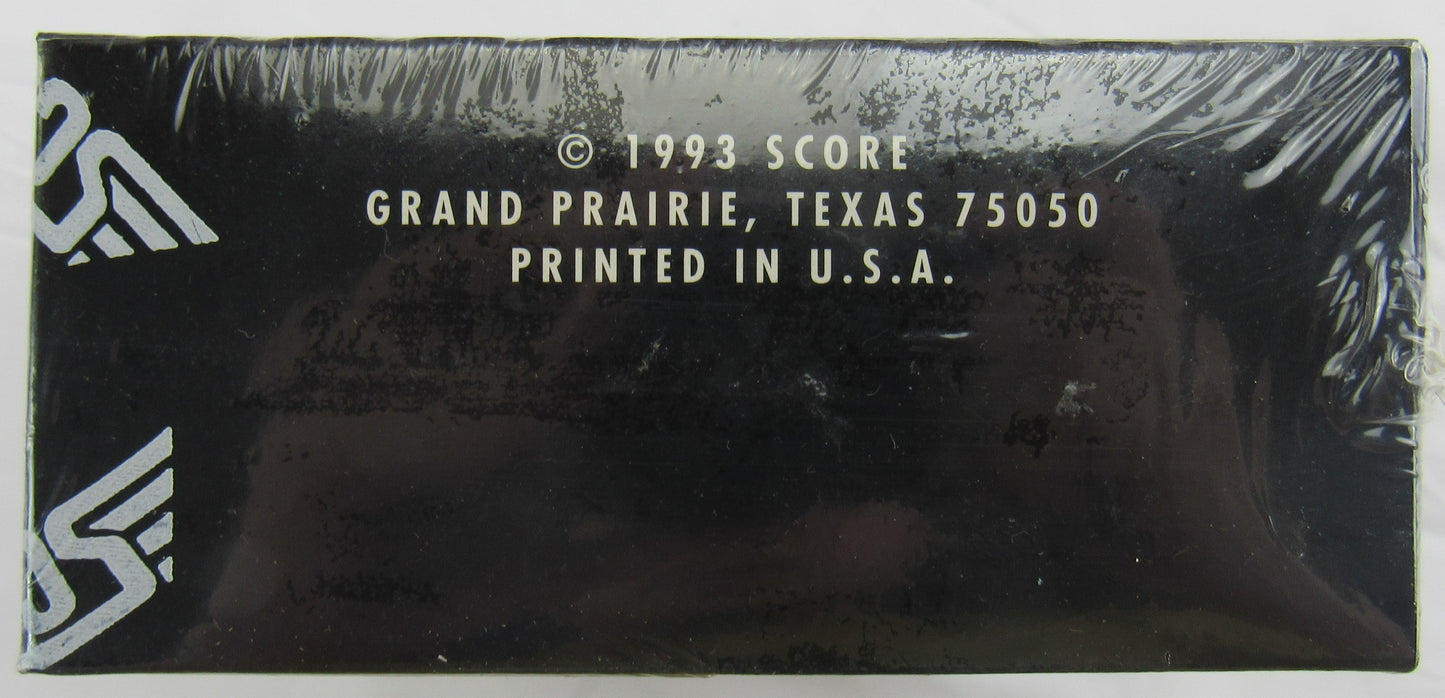 © 1993 SCORE
GRAND PRAIRIE, TEXAS 75050
PRINTED IN U.S.A.